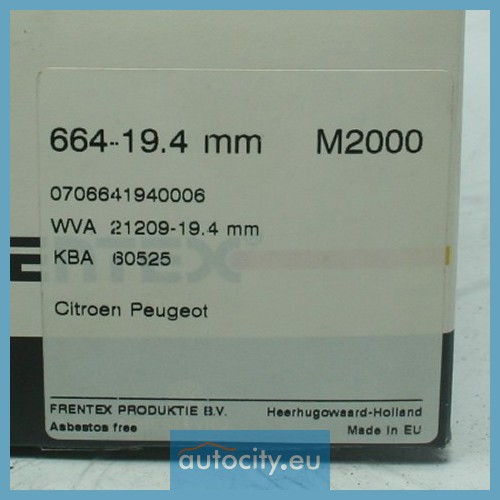 664-19.4 mm M2000
0706641940006
WVA 21209-19.4 mm
KBA 60525
ERTEX
Citroen Peugeot
FRENTEX PRODUKTIE B.V. Heerhugowaard-Holland
Asbestos free Made in EU
autocity.eu